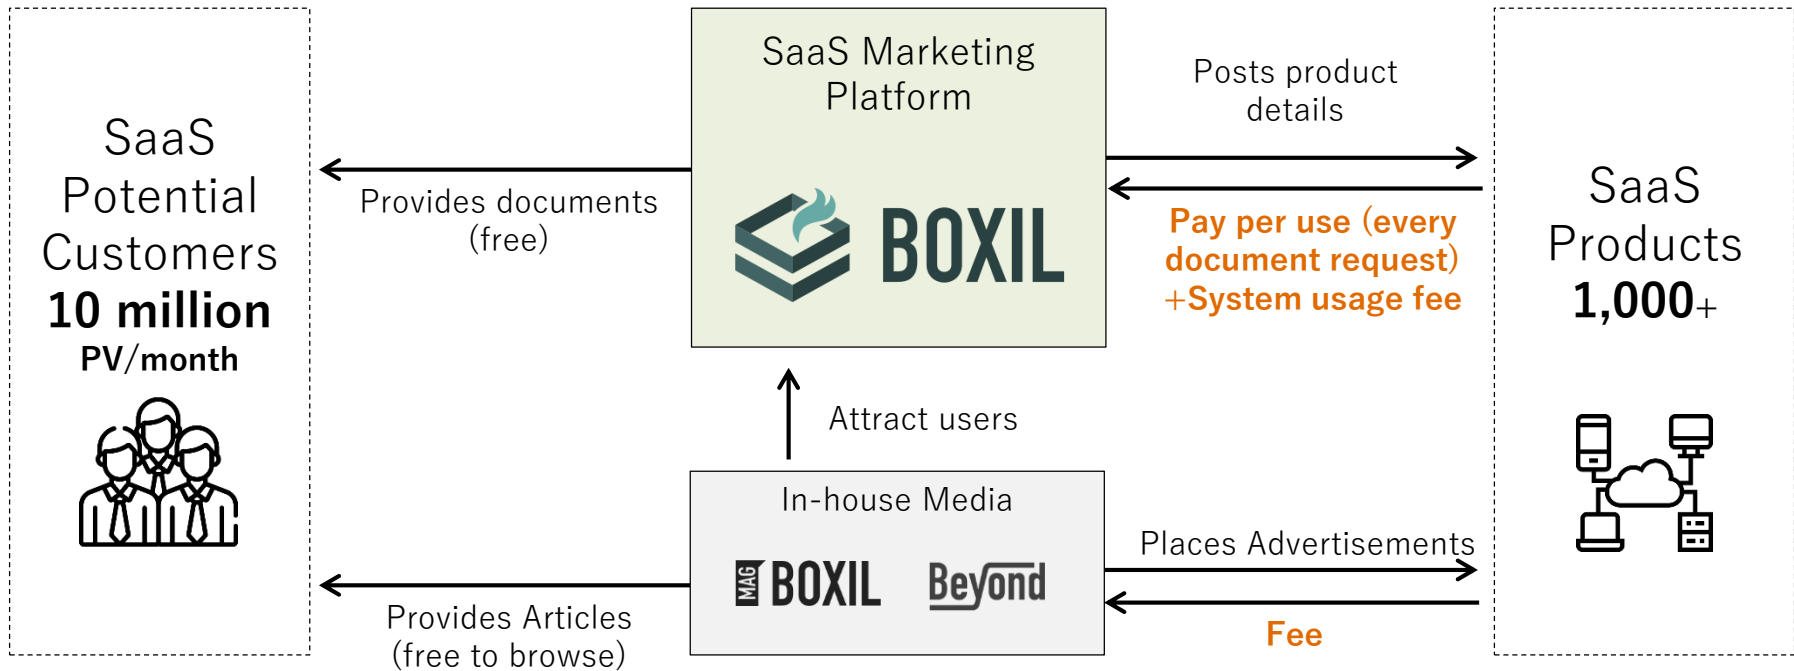 SaaS
Potential
Customers
10 million
PV/month
Provides documents
(free)
Provides Articles
(free to browse)
SaaS Marketing
Platform
BOXIL
Attract users
In-house Media
MAG BOXIL
Beyond
Posts product
details
Pay per use (every
document request)
+System usage fee
Places Advertisements
Fee
SaaS
Products
1,000+